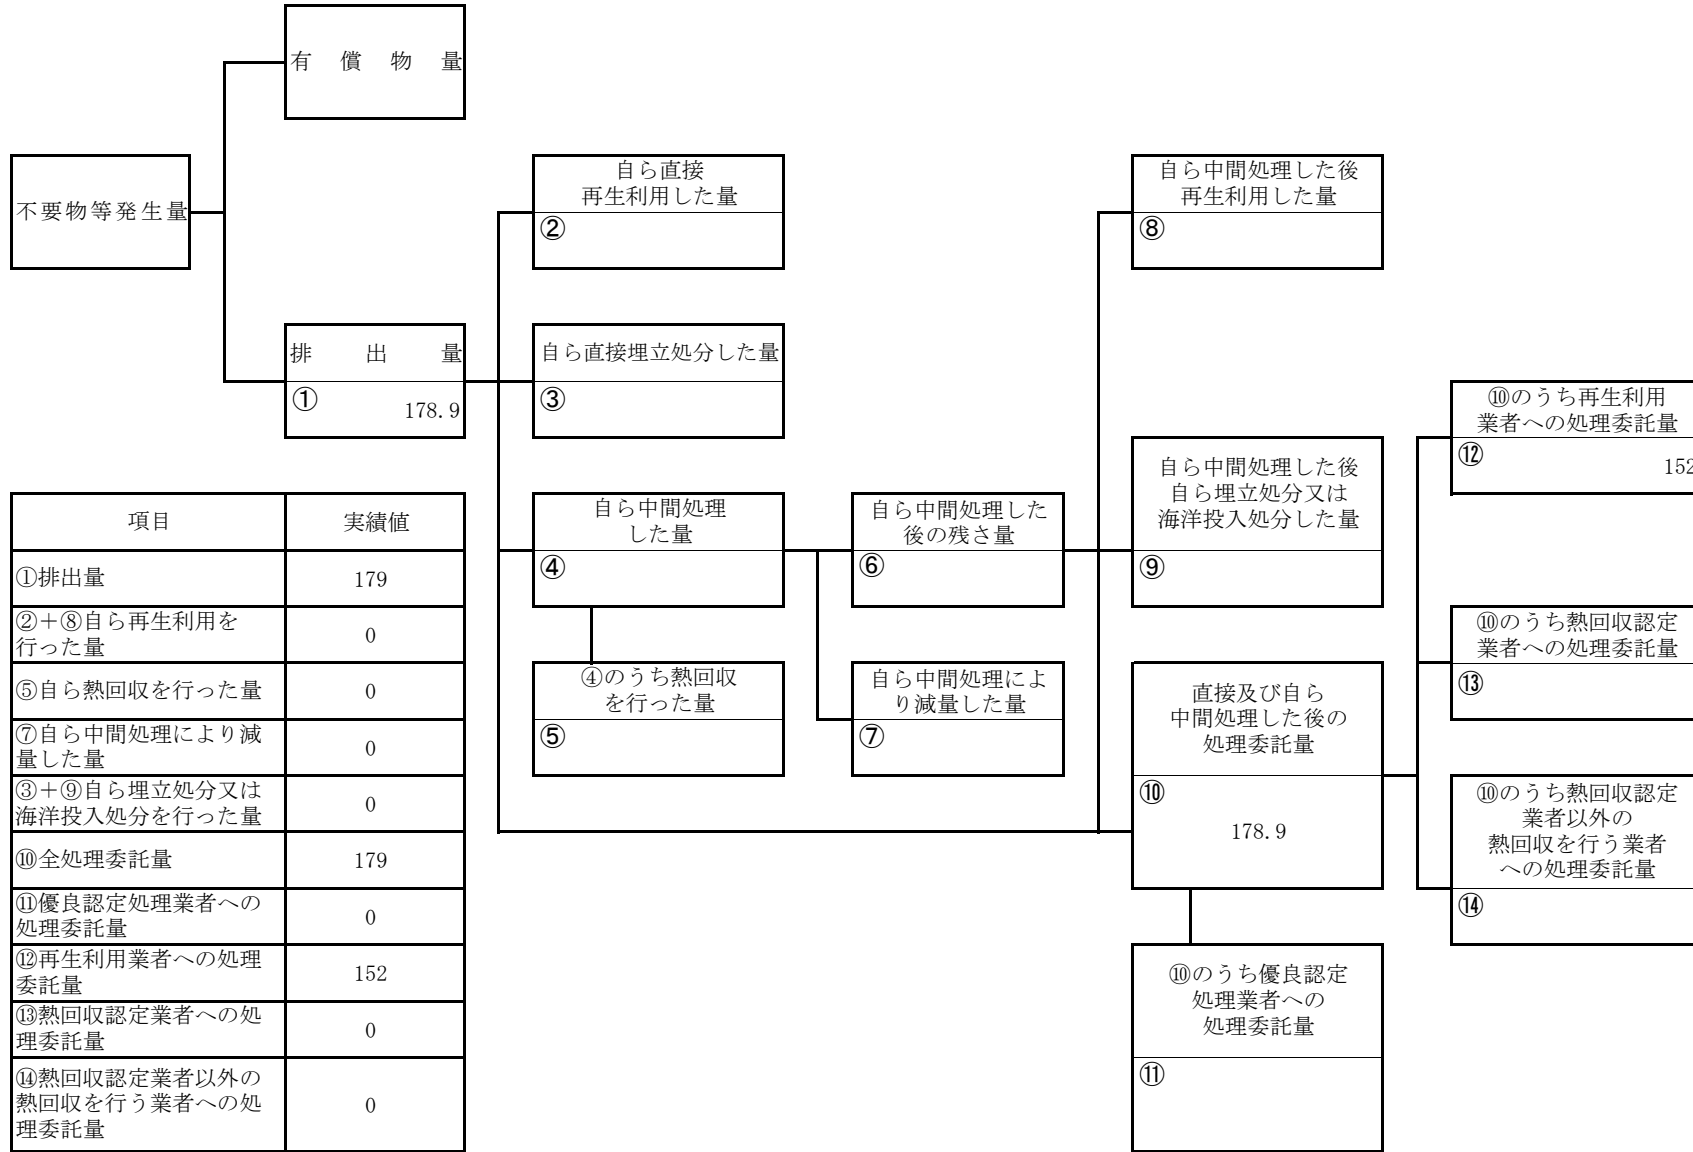 有償物量
不要物等発生量
自ら直接
再生利用した量
②
自ら中間処理した後
再生利用した量
⑧
排出量
①
178.9
自ら直接埋立処分した量
③
⑩のうち再生利用
業者への処理委託量
⑫
152
自ら中間処理
した量
④
自ら中間処理した
後の残さ量
⑥
自ら中間処理した後
自ら埋立処分又は
海洋投入処分した量
⑨
⑩のうち熱回収認定
業者への処理委託量
⑬
④のうち熱回収
を行った量
⑤
自ら中間処理によ
り減量した量
⑦
直接及び自ら
中間処理した後の
処理委託量
⑩
178.9
⑩のうち熱回収認定
業者以外の
熱回収を行う業者
への処理委託量
⑭
⑩のうち優良認定
処理業者への
処理委託量
⑪
項目 実績値
①排出量 179
②＋⑧自ら再生利用を
行った量 0
⑤自ら熱回収を行った量 0
⑦自ら中間処理により減
量した量 0
③＋⑨自ら埋立処分又は
海洋投入処分を行った量 0
⑩全処理委託量 179
⑪優良認定処理業者への
処理委託量 0
⑫再生利用業者への処理
委託量 152
⑬熱回収認定業者への処
理委託量 0
⑭熱回収認定業者以外の
熱回収を行う業者への処
理委託量 0